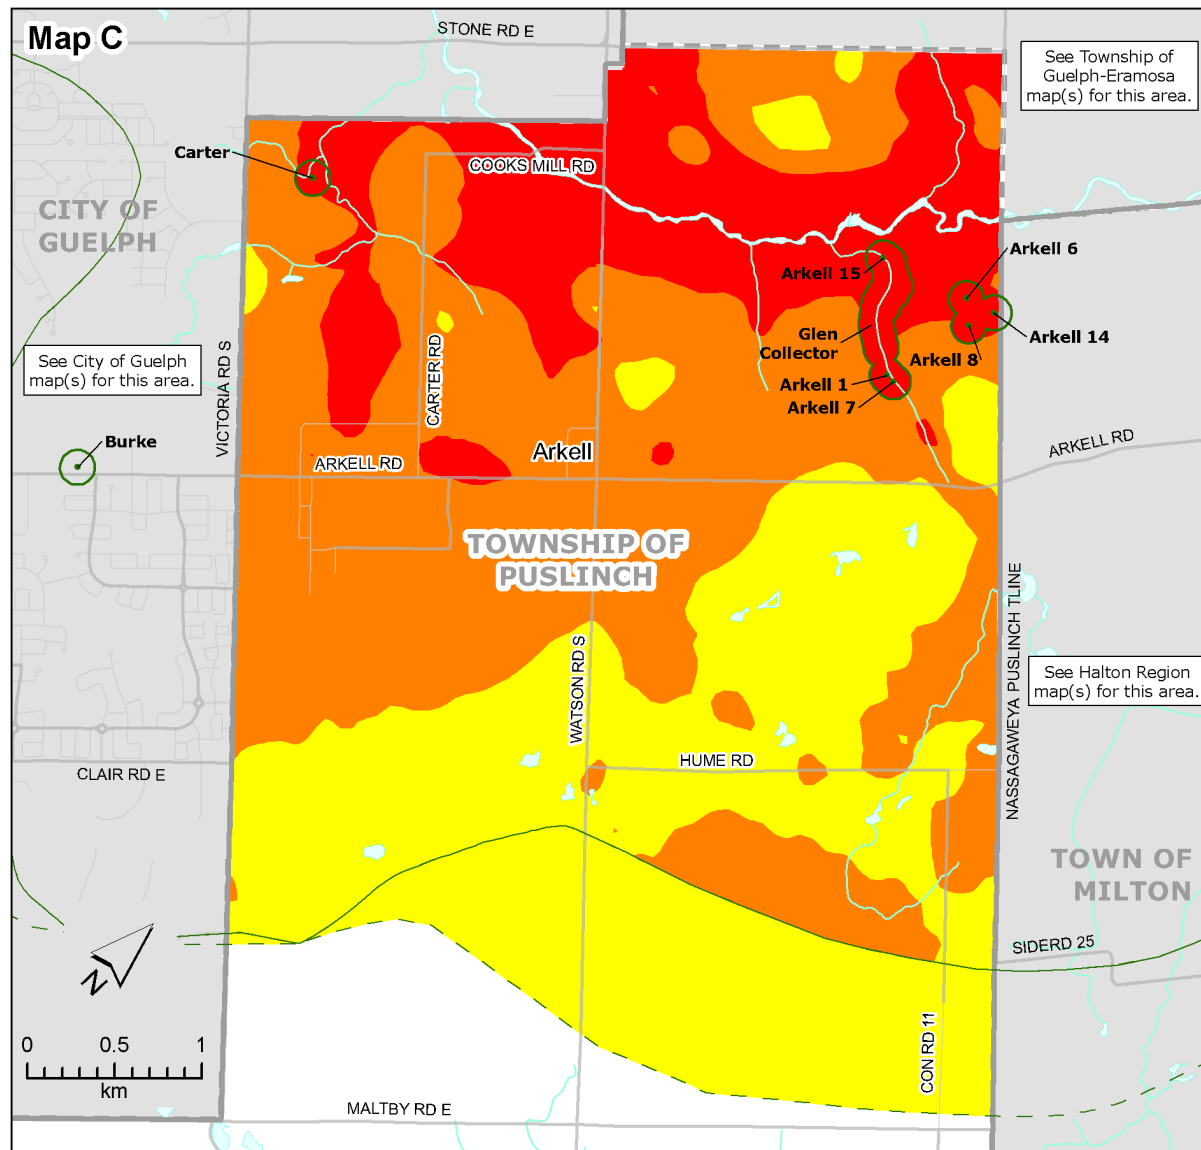 Map C
STONE RD E
See Township of
Guelph-Eramosa
map(s) for this area.
Carter
COOKS MILL RD
CITY OF
GUELPH
Arkell 6
Arkell 15
Glen
Collector
Arkell 14
Arkell 8
Arkell 1
Arkell 7
See City of Guelph
map(s) for this area.
VICTORIA RD S
CARTER RD
Burke
Arkell
ARKELL RD
ARKELL RD
TOWNSHIP OF
PUSLINCH
NASSAGAWEYA PUSLINCH TLINE
WATSON RD S
See Halton Region
map(s) for this area.
HUME RD
CLAIR RD E
TOWN OF
MILTON
SIDERD 25
N
0 0.5 1
km
CON RD 11
MALTBY RD E